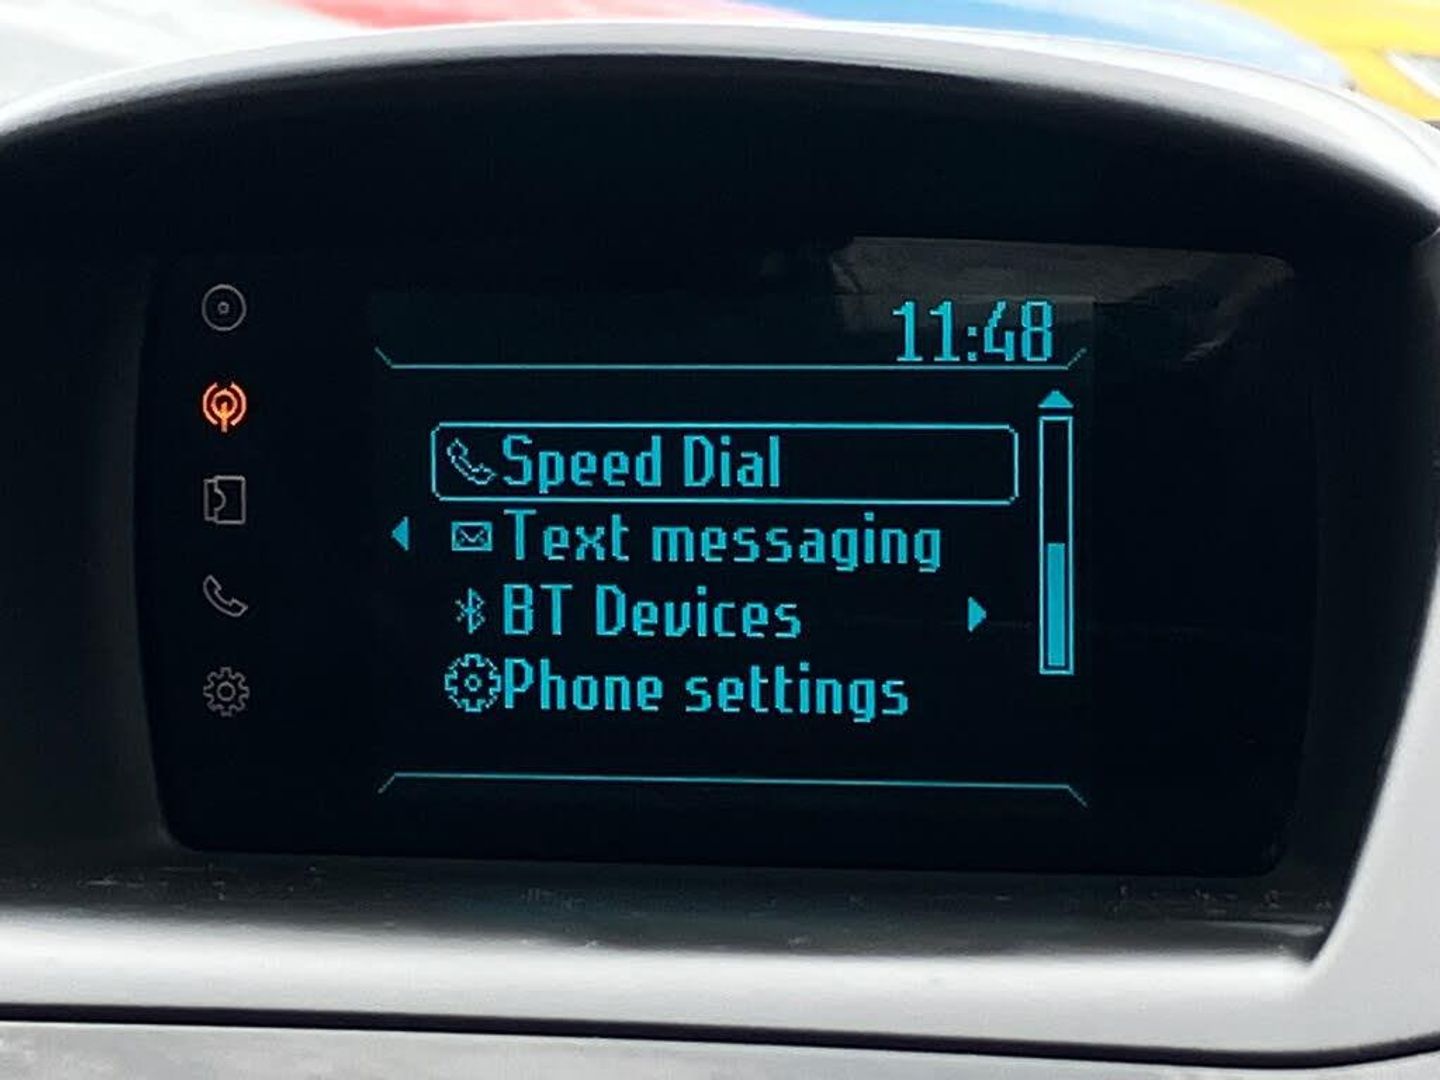 11:48
Speed Dial
Text messaging
BT Devices
Phone settings